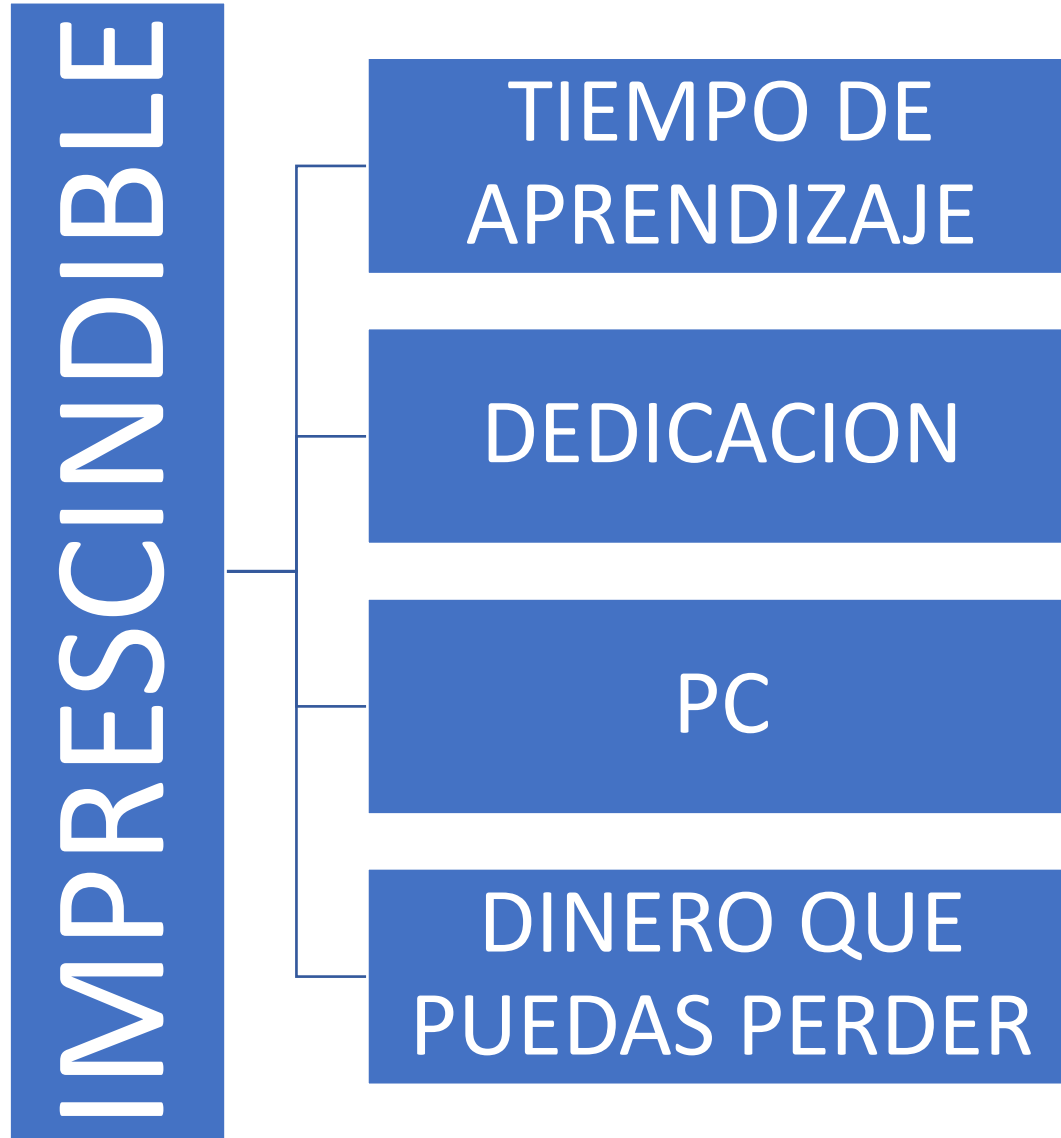 IMPRESCINDIBLE
TIEMPO DE
APRENDIZAJE
DEDICACION
PC
DINERO QUE
PUEDAS PERDER